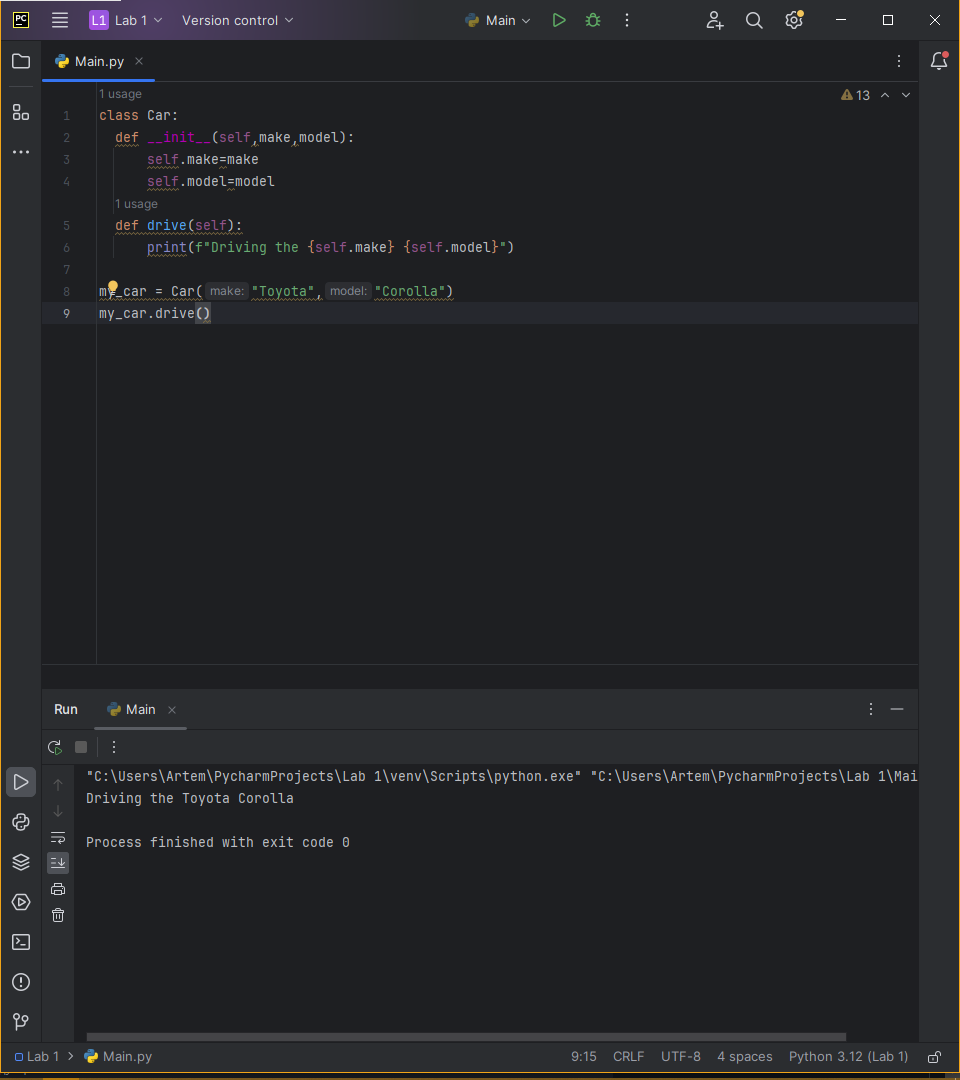 PC L1 Lab 1 Version control Main
Main.py
1 usage
13
1 class Car:
2 def __init__(self,make,model):
3 self.make=make
4 self.model=model
1 usage
5 def drive(self):
6 print(f"Driving the {self.make} {self.model}")
7
8 my_car = Car( make: "Toyota", model: "Corolla")
9 my_car.drive()
Run Main
"C:\Users\Artem\PycharmProjects\Lab 1\venv\Scripts\python.exe" "C:\Users\Artem\PycharmProjects\Lab 1\Mai
Driving the Toyota Corolla
Process finished with exit code 0
Lab 1 Main.py 9:15 CRLF UTF-8 4 spaces Python 3.12 (Lab 1)